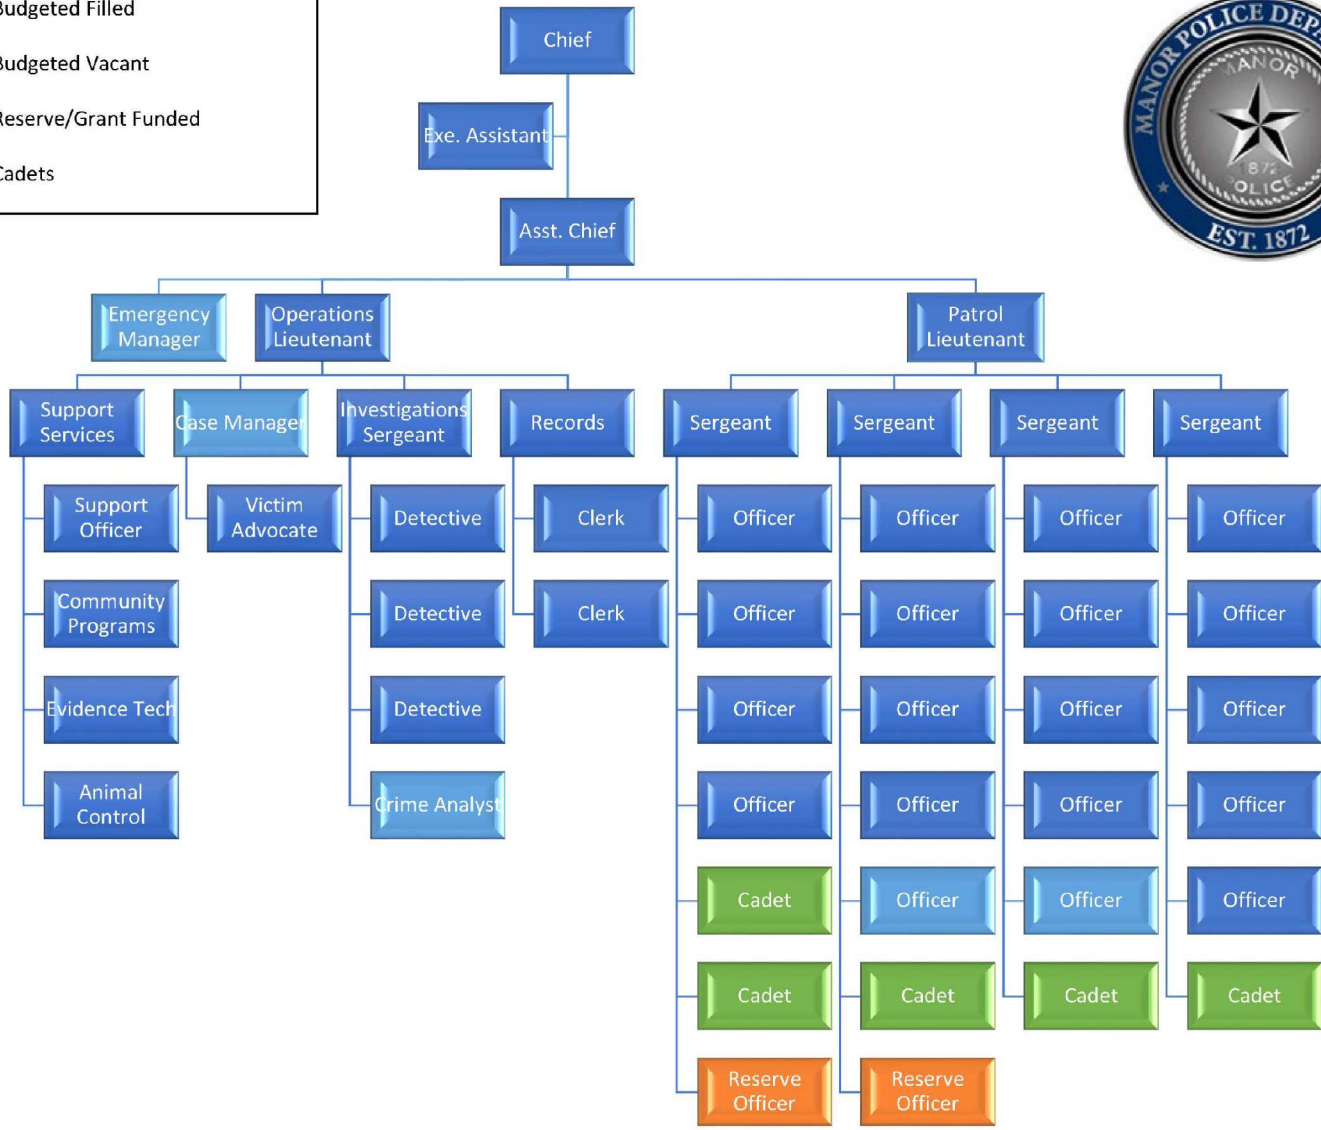 Budgeted Filled
Budgeted Vacant
Reserve/Grant Funded
Cadets
Chief
MANOR POLICE
MANOR
1872
POLICE
EST. 1872
Exe. Assistant
Asst. Chief
Emergency
Manager
Operations
Lieutenant
Patrol
Lieutenant
Support
Services
Case Manager
Investigations
Sergeant
Records
Sergeant
Sergeant
Sergeant
Sergeant
Support
Officer
Victim
Advocate
Detective
Clerk
Officer
Officer
Officer
Officer
Community
Programs
Detective
Clerk
Officer
Officer
Officer
Officer
Evidence Tech
Detective
Officer
Officer
Officer
Officer
Animal
Control
Crime Analyst
Officer
Officer
Officer
Officer
Cadet
Officer
Officer
Officer
Cadet
Cadet
Cadet
Cadet
Reserve
Officer
Reserve
Officer